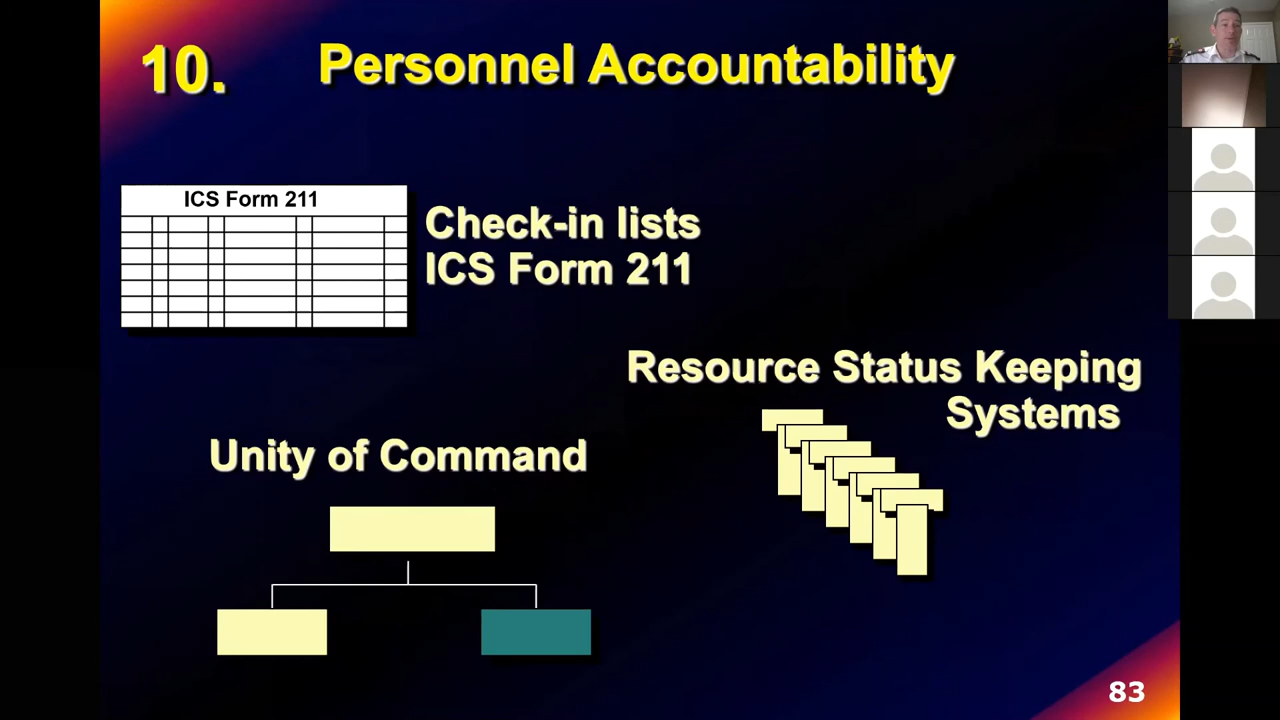 10. Personnel Accountability
ICS Form 211
Check-in lists
ICS Form 211
Resource Status Keeping
Systems
Unity of Command
83